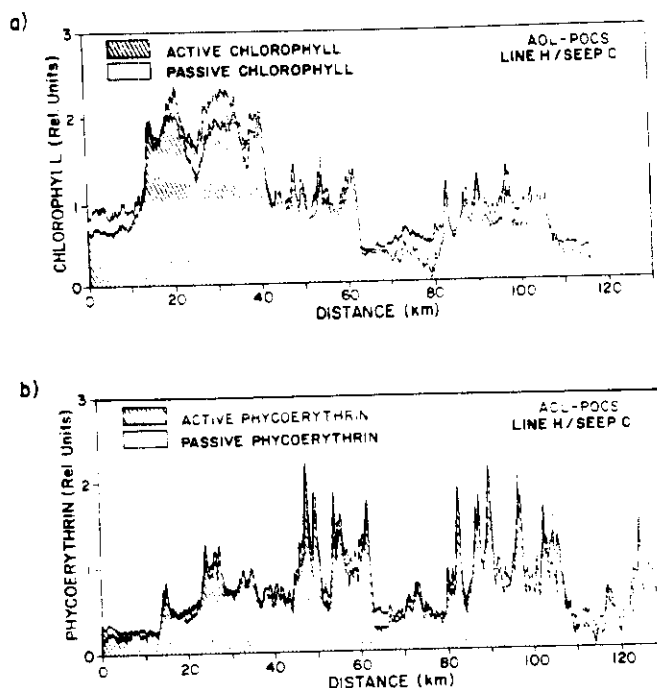 a)
3
2
1
0
CHLOROPHYLL (Rel Units)
ACTIVE CHLOROPHYLL
PASSIVE CHLOROPHYLL
AOL-POCS
LINE H/SEEP C
0 20 40 60 80 100 120
DISTANCE (km)
b)
3
2
1
0
PHYCOERYTHRIN (Rel Units)
ACTIVE PHYCOERYTHRIN
PASSIVE PHYCOERYTHRIN
AOL-POCS
LINE H/SEEP C
0 20 40 60 80 100 120
DISTANCE (km)